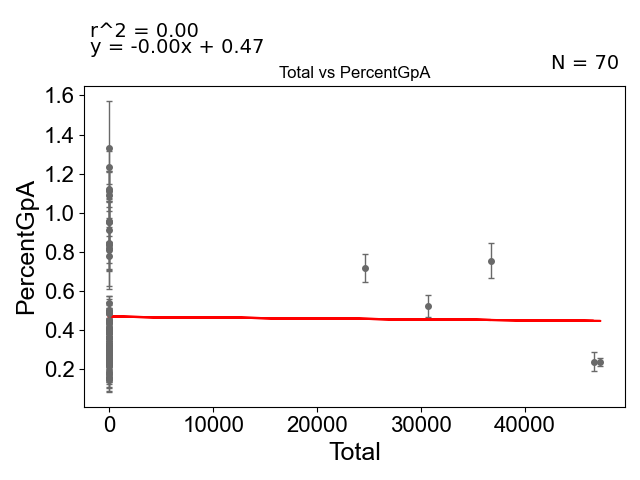 r^2 = 0.00
y = -0.00x + 0.47
N = 70
Total vs PercentGpA
1.6
1.4
1.2
1.0
0.8
0.6
0.4
0.2
PercentGpA
0 10000 20000 30000 40000
Total